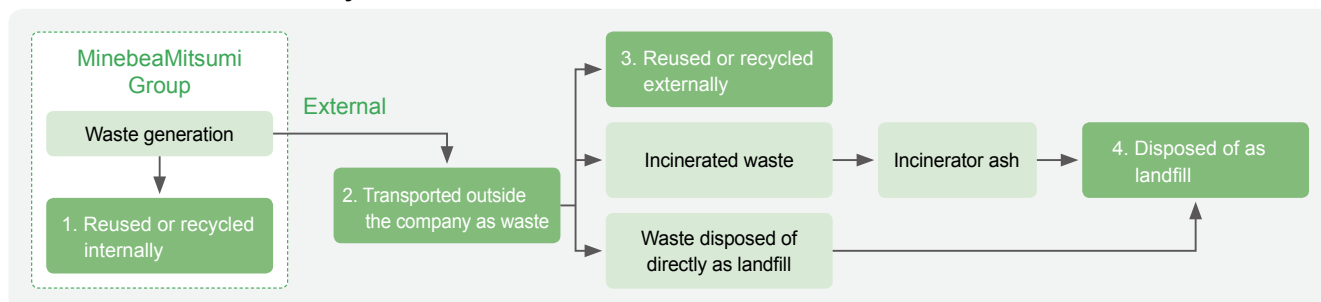 MinebeaMitsumi
Group
Waste generation
1. Reused or recycled
internally
External
2. Transported outside
the company as waste
3. Reused or recycled
externally
Incinerated waste
Incinerator ash
4. Disposed of as
landfill
Waste disposed of
directly as landfill